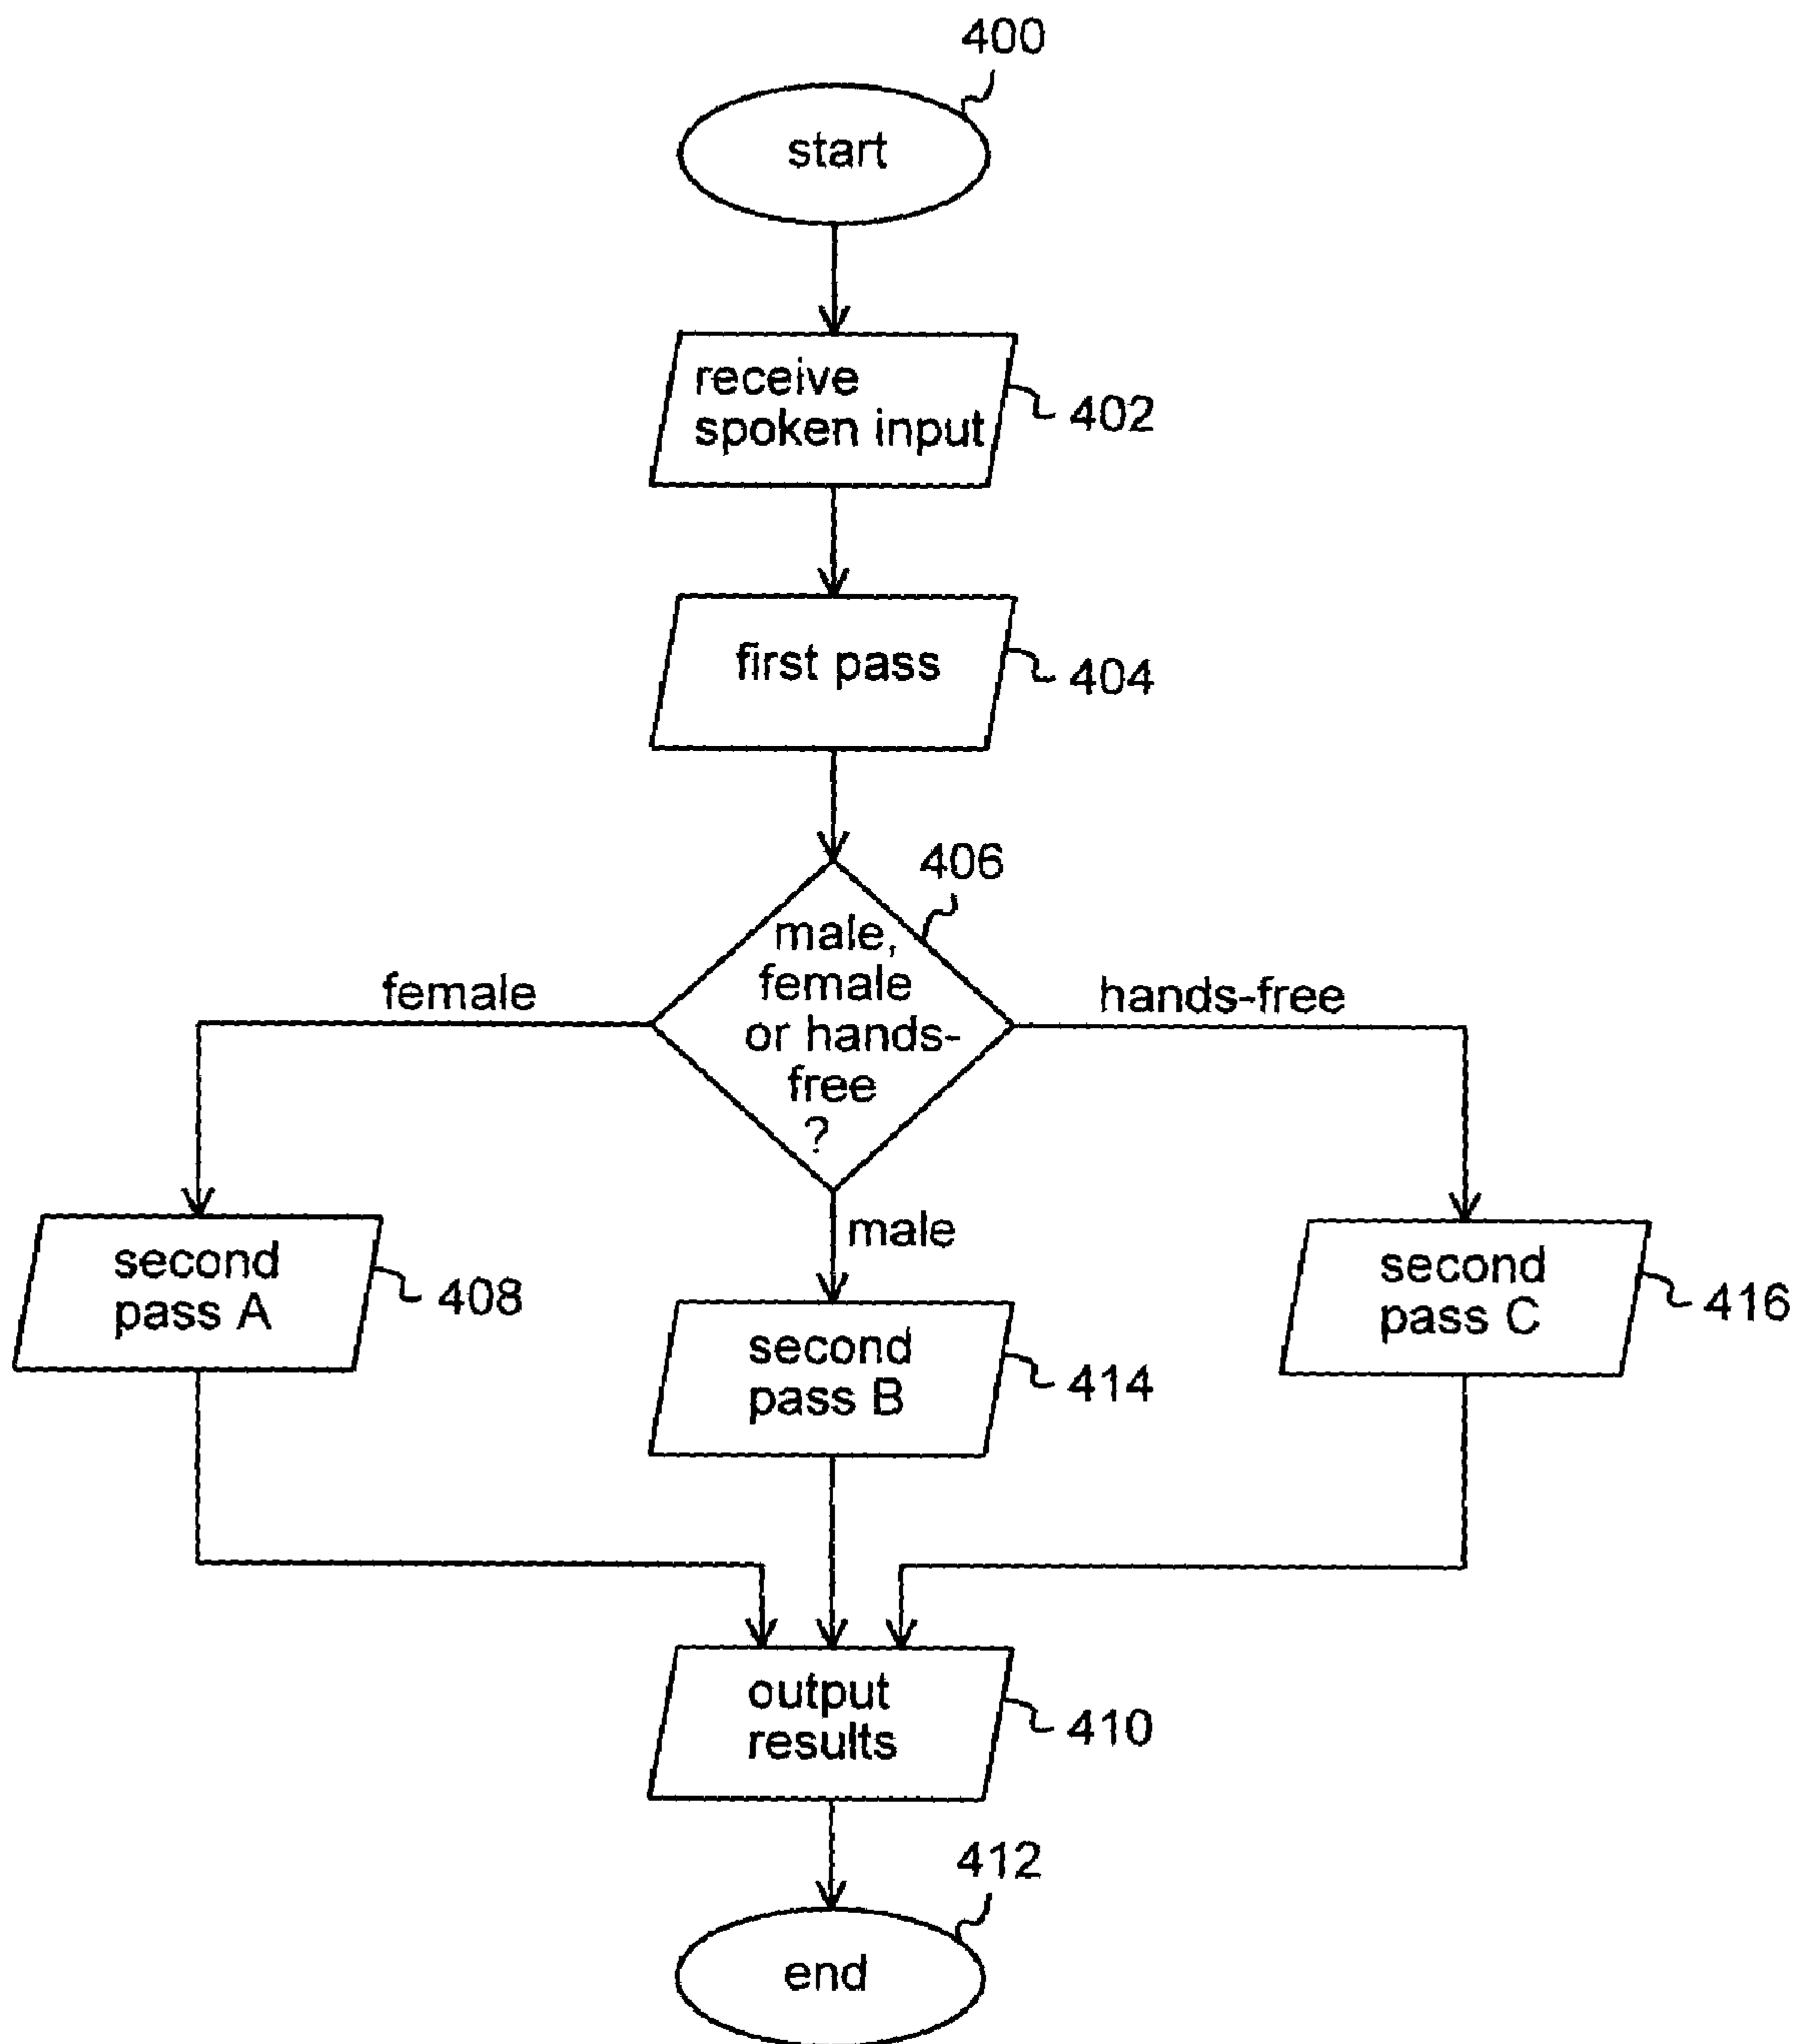 400
start
receive
spoken input
402
first pass
404
406
male,
female
or hands-
free
?
female
hands-free
male
second
pass A
408
second
pass B
414
second
pass C
416
output
results
410
412
end